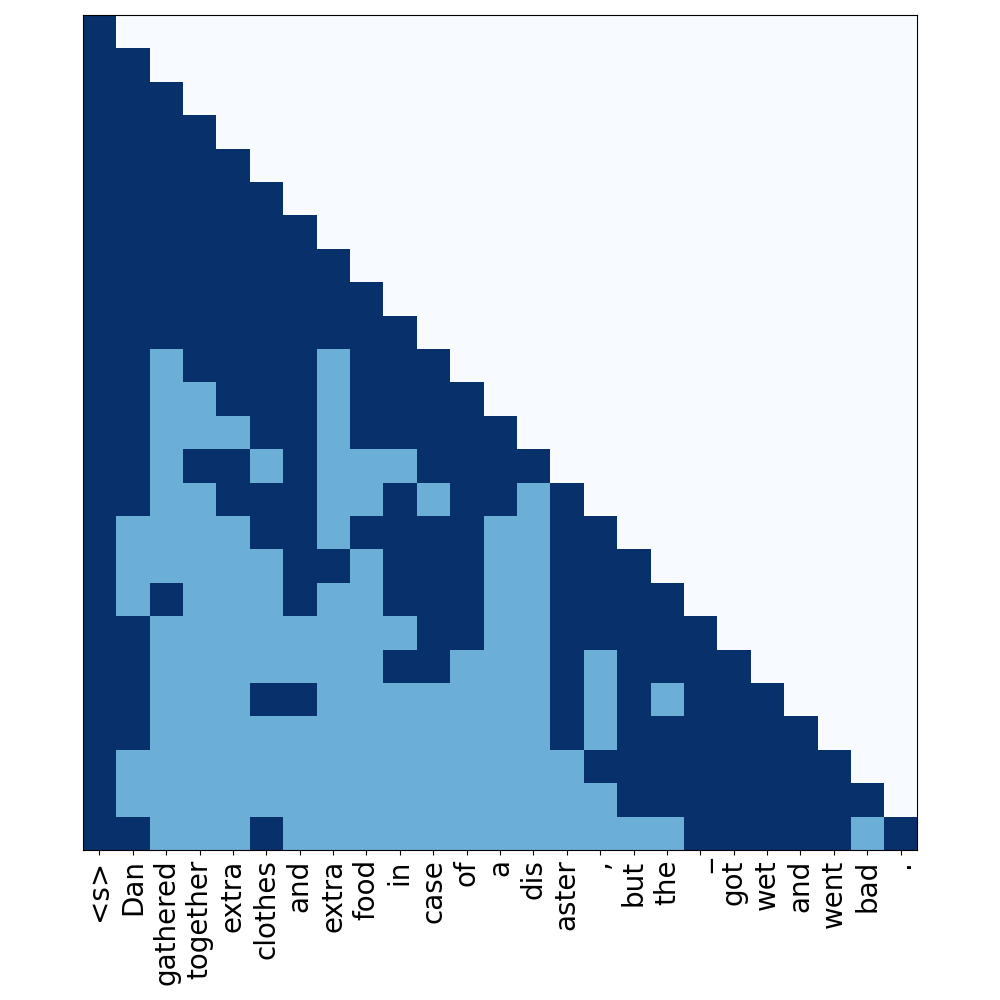 <s> Dan gathered together extra clothes and extra food in case of a dis aster , but the _ got wet and went bad .